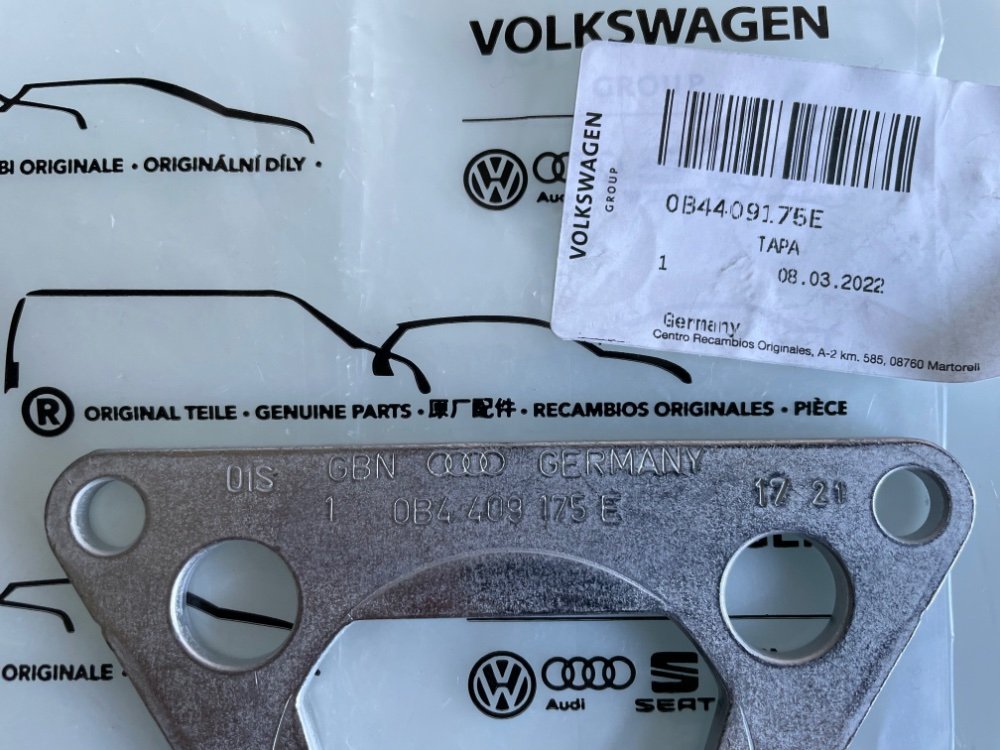 VOLKSWAGEN
GROUP
BI ORIGINALE • ORIGINÁLNÍ DÍLY •
Audi
VOLKSWAGEN
GROUP
0B4409175E
TAPA
1
08.03.2022
Germany
Centro Recambios Originales, A-2 km. 585, 08760 Martorell
® ORIGINAL TEILE • GENUINE PARTS • 原厂配件 • RECAMBIOS ORIGINALES • PIÈCE
01S GBN GERMANY 17 21
1 0B4 409 175 E
ORIGINALE •
Audi
SEAT